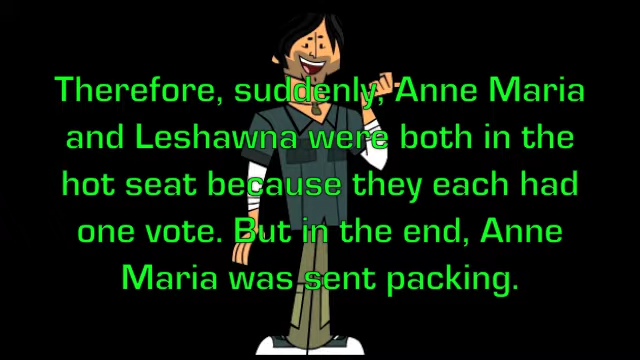 Therefore, suddenly, Anne Maria
and Leshawna were both in the
hot seat because they each had
one vote. But in the end, Anne
Maria was sent packing.